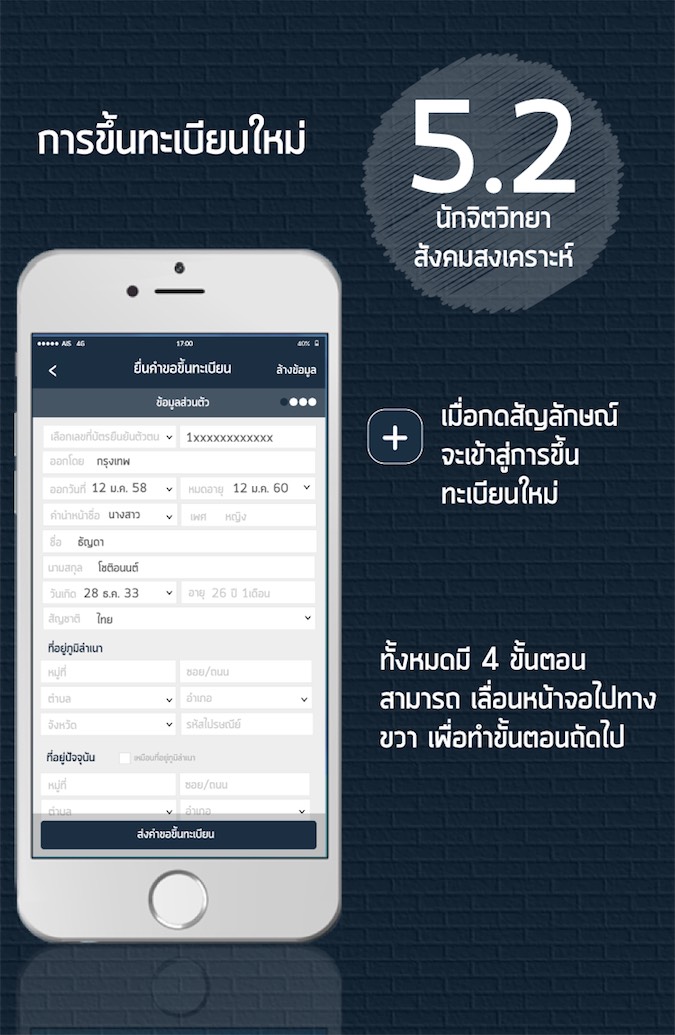 การขึ้นทะเบียนใหม่
5.2
นักจิตวิทยา
สังคมสงเคราะห์
AIS 4G
17:00
40%
ยื่นคำขอขึ้นทะเบียน
ล้างข้อมูล
ข้อมูลส่วนตัว
เลือกเลขที่บัตรยืนยันตัวตน
1xxxxxxxxxxxx
ออกโดย กรุงเทพ
ออกวันที่ 12 ม.ค. 58
หมดอายุ 12 ม.ค. 60
คำนำหน้าชื่อ นางสาว
เพศ หญิง
ชื่อ ธัญดา
นามสกุล โชติอนนต์
วันเกิด 28 ธ.ค. 33
อายุ 26 ปี 1เดือน
สัญชาติ ไทย
ที่อยู่ภูมิลำเนา
หมู่ที่
ซอย/ถนน
ตำบล
อำเภอ
จังหวัด
รหัสไปรษณีย์
ที่อยู่ปัจจุบัน
เหมือนที่อยู่ภูมิลำเนา
หมู่ที่
ซอย/ถนน
ตำบล
อำเภอ
ส่งคำขอขึ้นทะเบียน
เมื่อกดสัญลักษณ์
จะเข้าสู่การขึ้น
ทะเบียนใหม่
ทั้งหมดมี 4 ขั้นตอน
สามารถ เลื่อนหน้าจอไปทาง
ขวา เพื่อทำขั้นตอนถัดไป